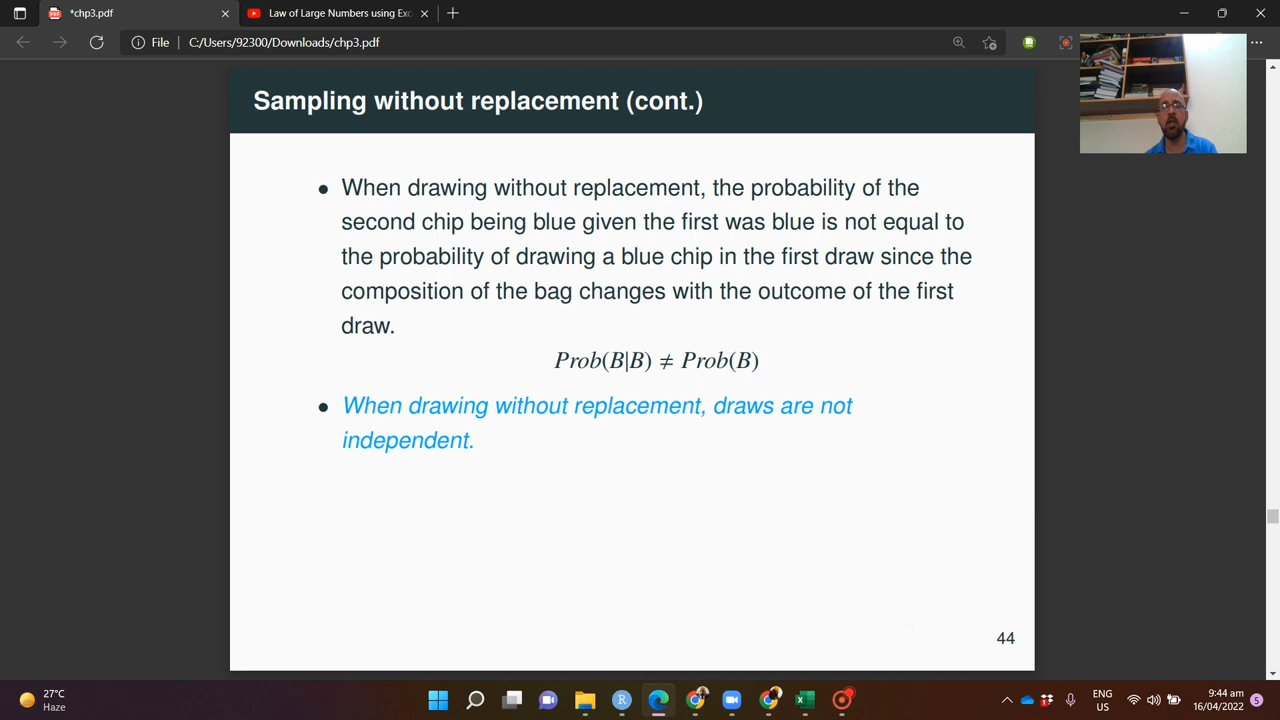 *chp3.pdf
Law of Large Numbers using Exc
File C:/Users/92300/Downloads/chp3.pdf
Sampling without replacement (cont.)
• When drawing without replacement, the probability of the
second chip being blue given the first was blue is not equal to
the probability of drawing a blue chip in the first draw since the
composition of the bag changes with the outcome of the first
draw.
Prob(B|B) ≠ Prob(B)
• When drawing without replacement, draws are not
independent.
44
27°C
Haze
ENG
US
9:44 am
16/04/2022
5